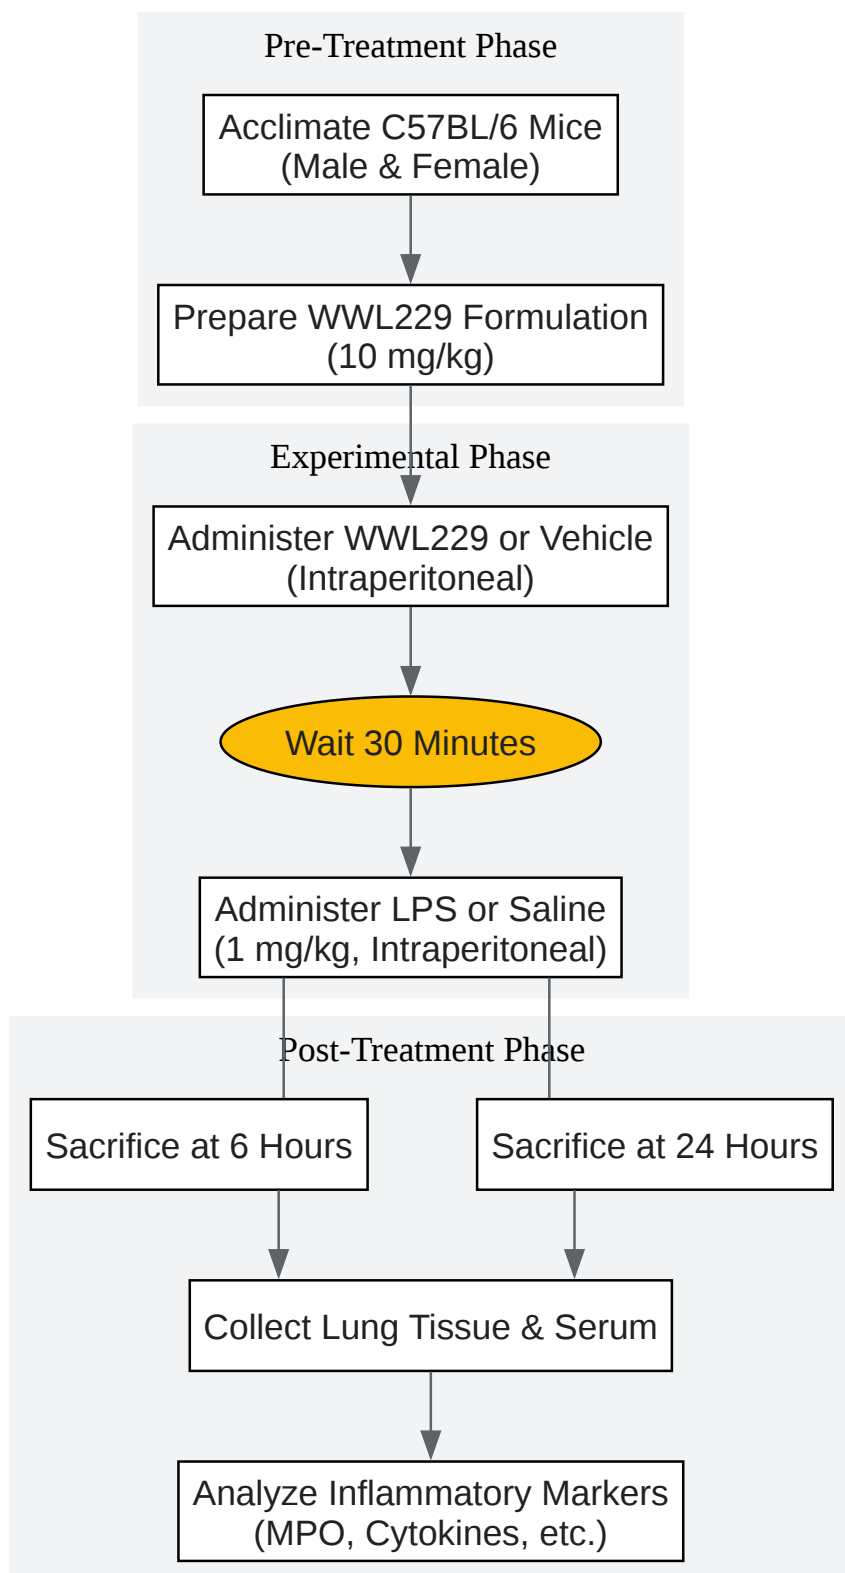 Pre-Treatment Phase
Acclimate C57BL/6 Mice
(Male & Female)
Prepare WWL229 Formulation
(10 mg/kg)
Experimental Phase
Administer WWL229 or Vehicle
(Intraperitoneal)
Wait 30 Minutes
Administer LPS or Saline
(1 mg/kg, Intraperitoneal)
Post-Treatment Phase
Sacrifice at 6 Hours
Sacrifice at 24 Hours
Collect Lung Tissue & Serum
Analyze Inflammatory Markers
(MPO, Cytokines, etc.)